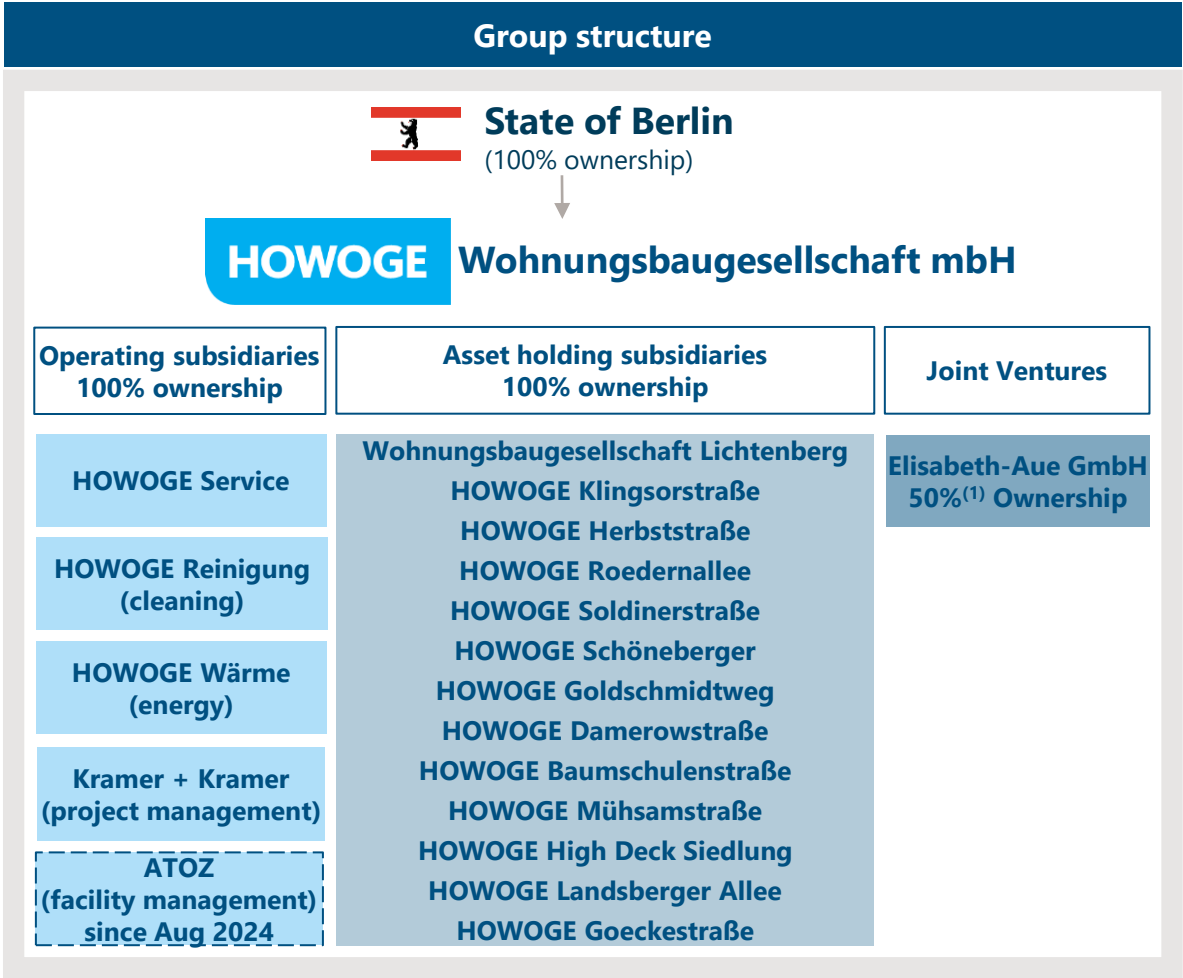 Group structure
State of Berlin
(100% ownership)
HOWOGE Wohnungsbaugesellschaft mbH
Operating subsidiaries
100% ownership
HOWOGE Service
HOWOGE Reinigung
(cleaning)
HOWOGE Wärme
(energy)
Kramer + Kramer
(project management)
ATOZ
(facility management)
since Aug 2024
Asset holding subsidiaries
100% ownership
Wohnungsbaugesellschaft Lichtenberg
HOWOGE Klingsorstraße
HOWOGE Herbststraße
HOWOGE Roedernallee
HOWOGE Soldinerstraße
HOWOGE Schöneberger
HOWOGE Goldschmidtweg
HOWOGE Damerowstraße
HOWOGE Baumschulenstraße
HOWOGE Mühsamstraße
HOWOGE High Deck Siedlung
HOWOGE Landsberger Allee
HOWOGE Goeckestraße
Joint Ventures
Elisabeth-Aue GmbH
50%(1) Ownership